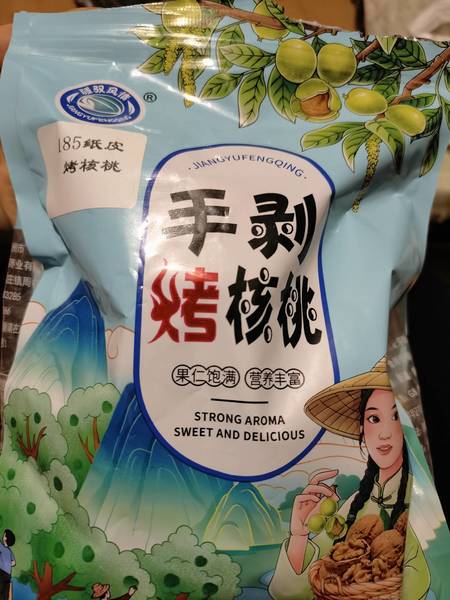 JIANGYUFENGQING
®
185纸皮
烤核桃
·JIANGYUFENGQING·
手剥
烤核桃
果仁饱满 营养丰富
STRONG AROMA
SWEET AND DELICIOUS